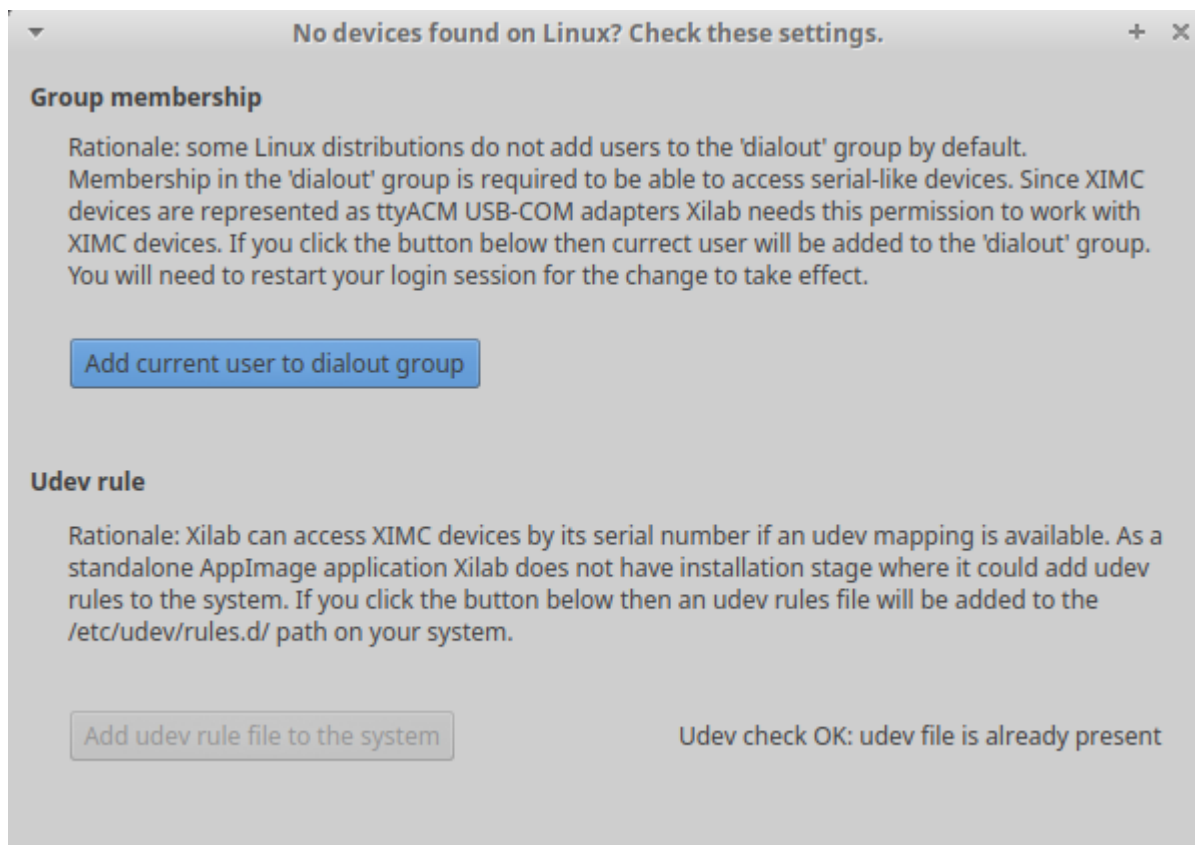 No devices found on Linux? Check these settings.
Group membership
Rationale: some Linux distributions do not add users to the 'dialout' group by default.
Membership in the 'dialout' group is required to be able to access serial-like devices. Since XIMC
devices are represented as ttyACM USB-COM adapters Xilab needs this permission to work with
XIMC devices. If you click the button below then currect user will be added to the 'dialout' group.
You will need to restart your login session for the change to take effect.
Add current user to dialout group
Udev rule
Rationale: Xilab can access XIMC devices by its serial number if an udev mapping is available. As a
standalone AppImage application Xilab does not have installation stage where it could add udev
rules to the system. If you click the button below then an udev rules file will be added to the
/etc/udev/rules.d/ path on your system.
Add udev rule file to the system
Udev check OK: udev file is already present